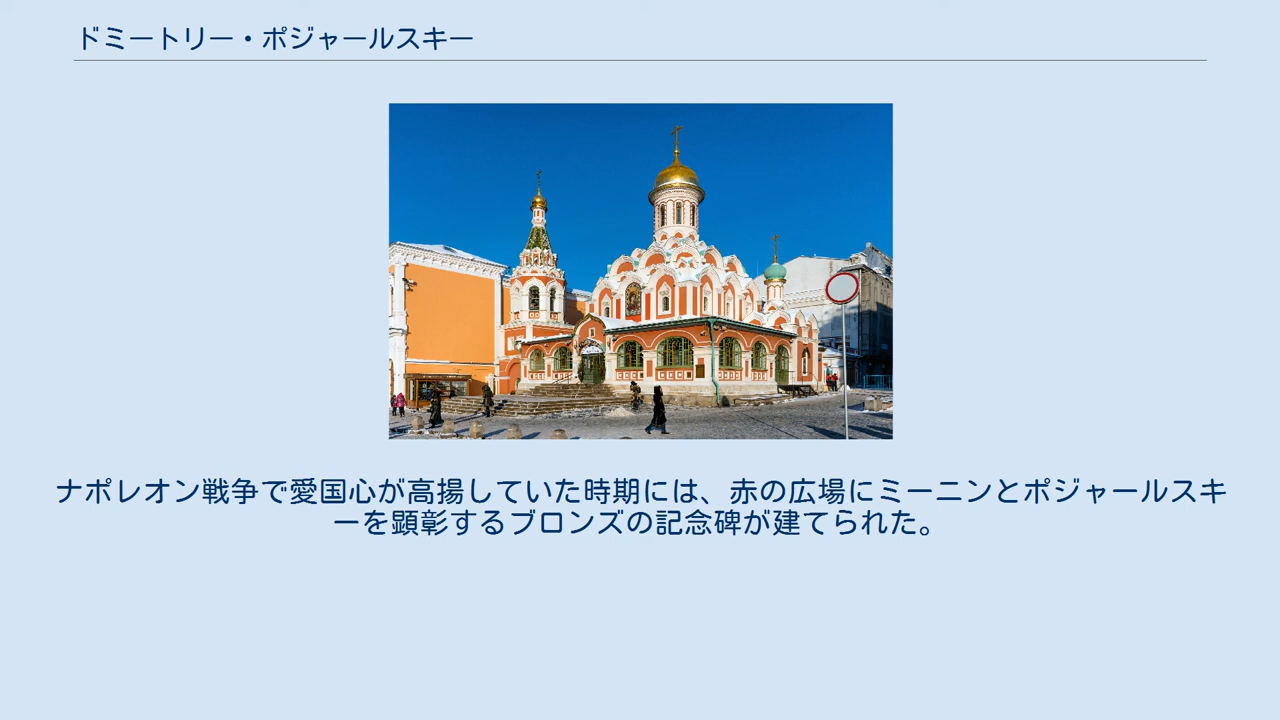 ドミートリー・ポジャールスキー
ナポレオン戦争で愛国心が高揚していた時期には、赤の広場にミーニンとポジャールスキ
ーを顕彰するブロンズの記念碑が建てられた。